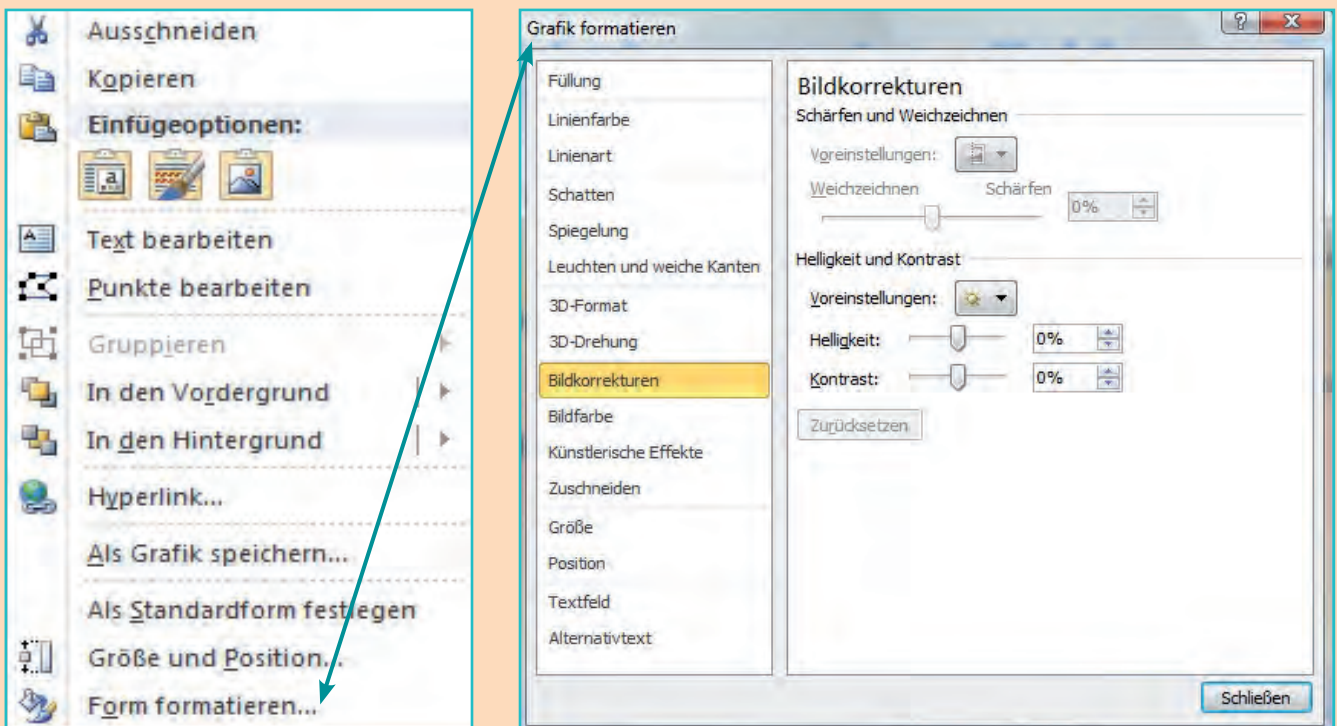 Ausschneiden
Kopieren
Einfügeoptionen:
Text bearbeiten
Punkte bearbeiten
Gruppieren
In den Vordergrund
In den Hintergrund
Hyperlink...
Als Grafik speichern...
Als Standardform festlegen
Größe und Position...
Form formatieren...
Grafik formatieren
Füllung
Linienfarbe
Linienart
Schatten
Spiegelung
Leuchten und weiche Kanten
3D-Format
3D-Drehung
Bildkorrekturen
Bildfarbe
Künstlerische Effekte
Zuschneiden
Größe
Position
Textfeld
Alternativtext
Bildkorrekturen
Schärfen und Weichzeichnen
Voreinstellungen:
Weichzeichnen Schärfen
0%
Helligkeit und Kontrast
Voreinstellungen:
Helligkeit: 0%
Kontrast: 0%
Zurücksetzen
Schließen